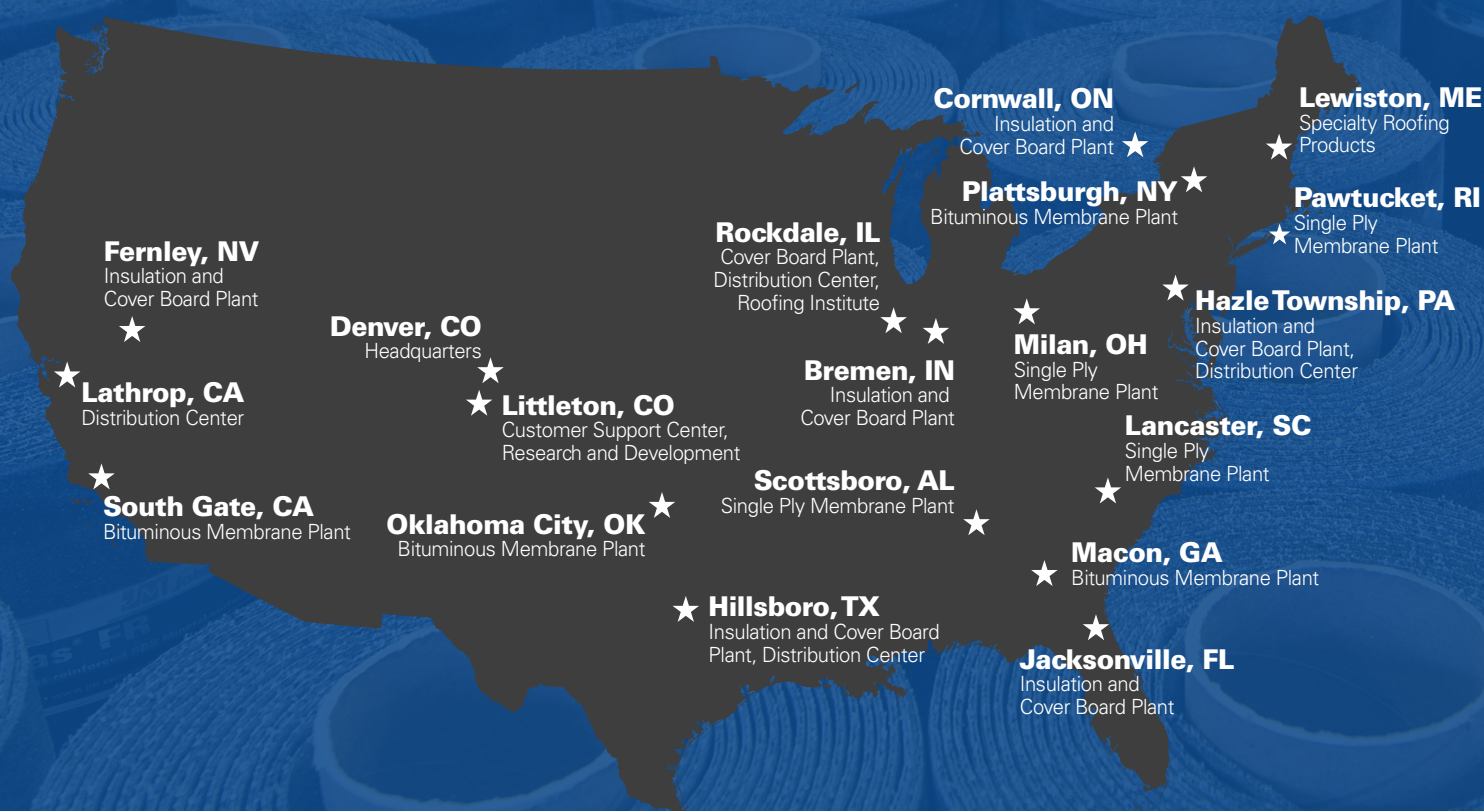 Cornwall, ON
Insulation and
Cover Board Plant
Lewiston, ME
Specialty Roofing
Products
Plattsburgh, NY
Bituminous Membrane Plant
Pawtucket, RI
Single Ply
Membrane Plant
Rockdale, IL
Cover Board Plant,
Distribution Center,
Roofing Institute
Fernley, NV
Insulation and
Cover Board Plant
Hazle Township, PA
Insulation and
Cover Board Plant,
Distribution Center
Denver, CO
Headquarters
Milan, OH
Single Ply
Membrane Plant
Bremen, IN
Insulation and
Cover Board Plant
Lathrop, CA
Distribution Center
Littleton, CO
Customer Support Center,
Research and Development
Lancaster, SC
Single Ply
Membrane Plant
Scottsboro, AL
Single Ply Membrane Plant
South Gate, CA
Bituminous Membrane Plant
Oklahoma City, OK
Bituminous Membrane Plant
Macon, GA
Bituminous Membrane Plant
Hillsboro, TX
Insulation and Cover Board
Plant, Distribution Center
Jacksonville, FL
Insulation and
Cover Board Plant